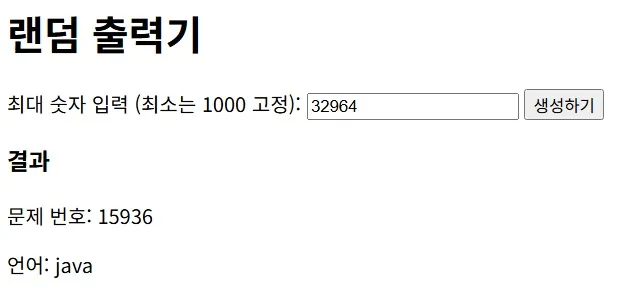 랜덤 출력기
최대 숫자 입력 (최소는 1000 고정): 32964 생성하기
결과
문제 번호: 15936
언어: java